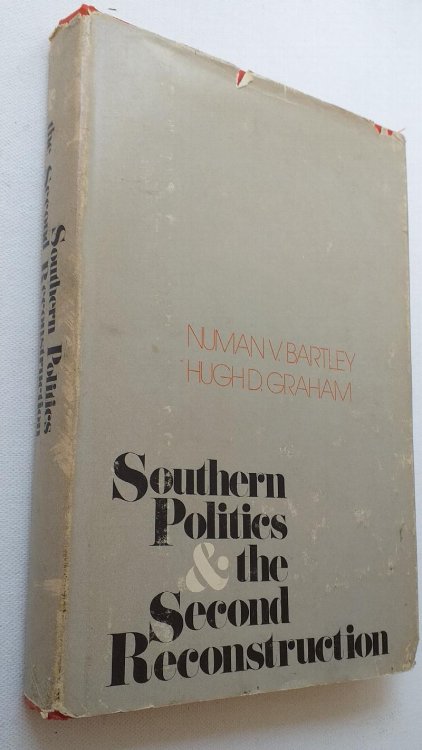 NUMAN V. BARTLEY
HUGH D. GRAHAM
Southern
Politics
& the
Second
Reconstruction
Southern Politics
the Second Reconstruction